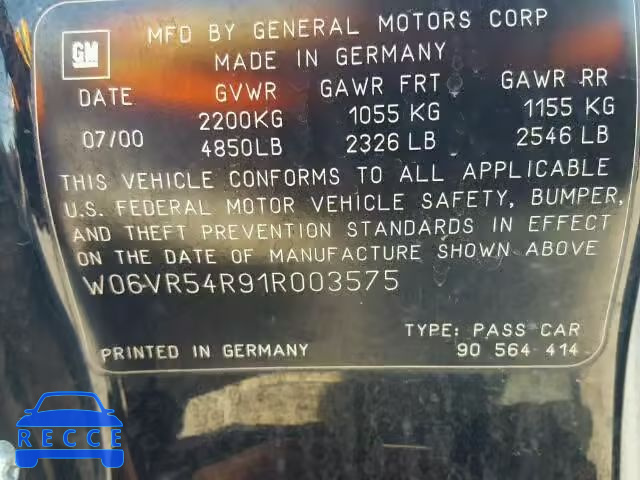 GM
MFD BY GENERAL MOTORS CORP
MADE IN GERMANY
DATE GVWR GAWR FRT GAWR RR
07/00 2200KG 1055 KG 1155 KG
4850LB 2326 LB 2546 LB
THIS VEHICLE CONFORMS TO ALL APPLICABLE
U.S. FEDERAL MOTOR VEHICLE SAFETY, BUMPER,
AND THEFT PREVENTION STANDARDS IN EFFECT
ON THE DATE OF MANUFACTURE SHOWN ABOVE.
W06VR54R91R003575
TYPE: PASS CAR
PRINTED IN GERMANY 90 564 414
RECCE